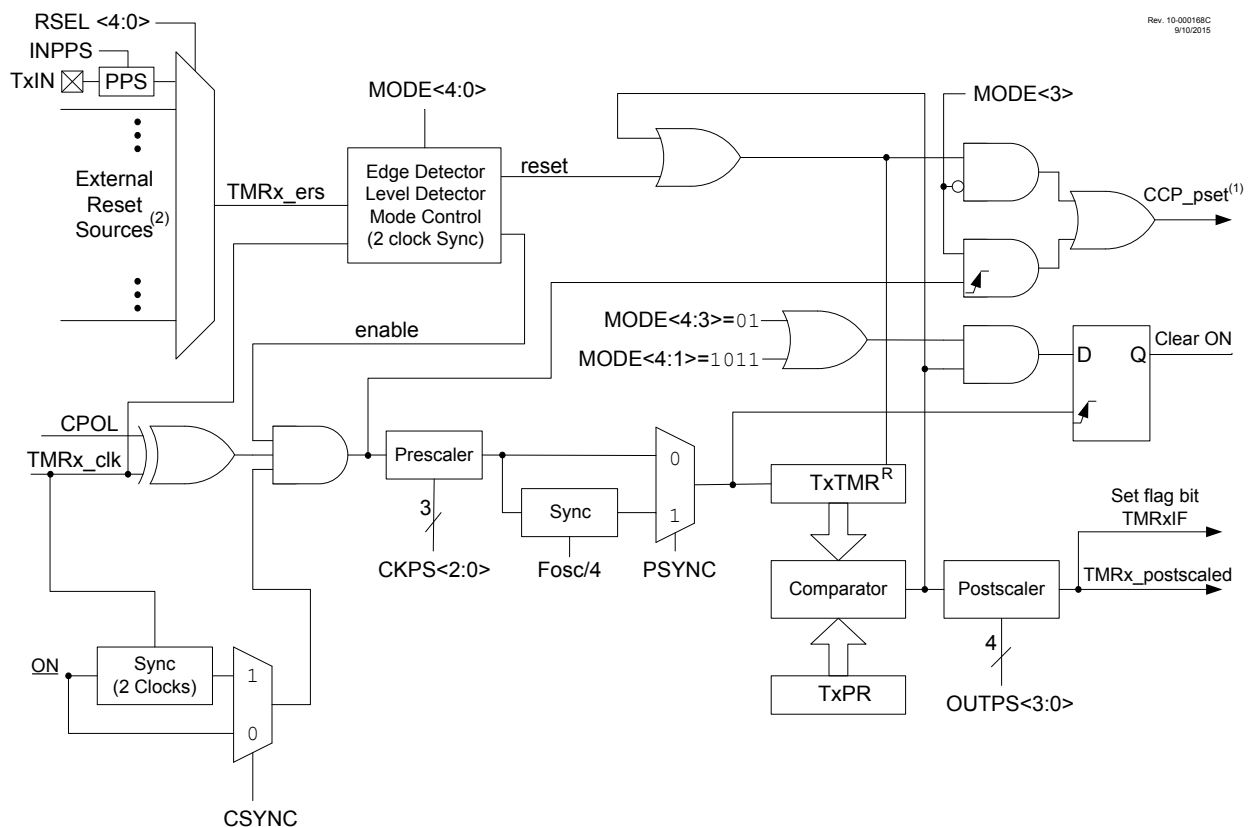 Rev. 10-000168C
9/10/2015
RSEL <4:0>
INPPS
TxIN
PPS
External
Reset
Sources(2)
TMRx_ers
MODE<4:0>
Edge Detector
Level Detector
Mode Control
(2 clock Sync)
reset
enable
MODE<3>
CCP_pset(1)
MODE<4:3>=01
MODE<4:1>=1011
D
Q
Clear ON
CPOL
TMRx_clk
Prescaler
3
CKPS<2:0>
Sync
Fosc/4
0
1
PSYNC
TxTMR
R
Comparator
TxPR
Postscaler
4
OUTPS<3:0>
Set flag bit
TMRxIF
TMRx_postscaled
ON
Sync
(2 Clocks)
1
0
CSYNC